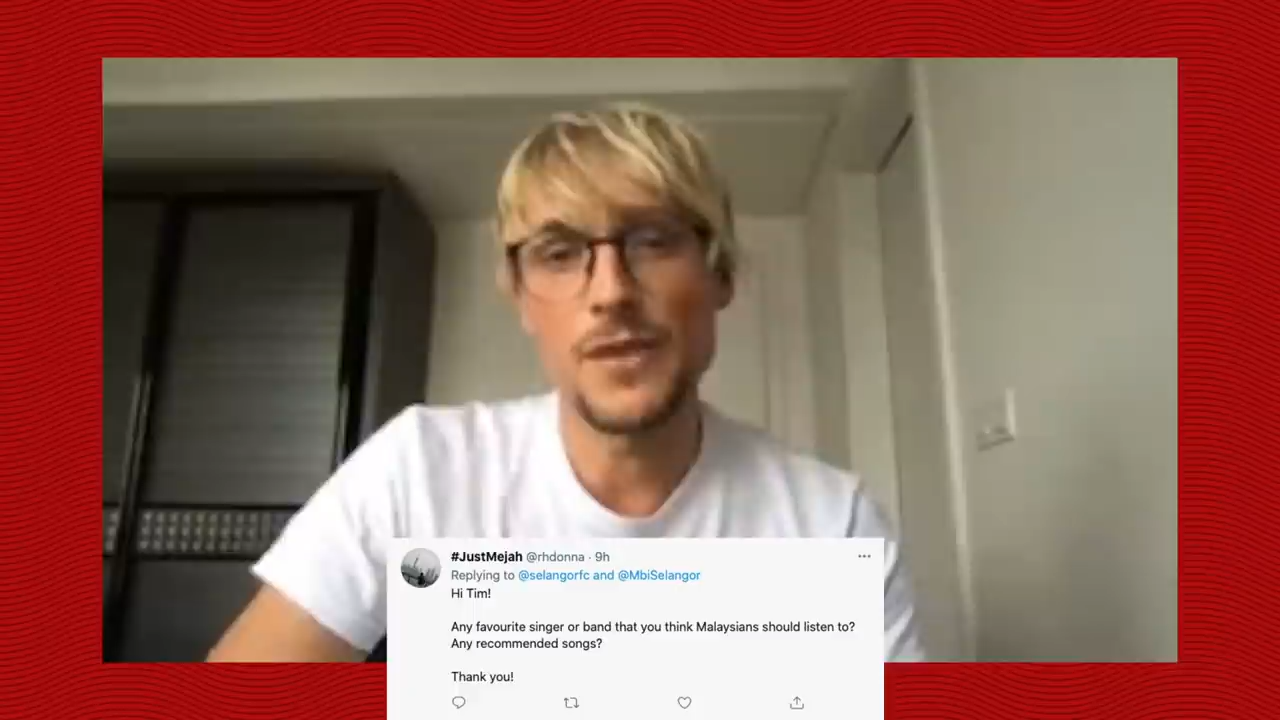 #JustMejah @rhdonna · 9h
Replying to @selangorfc and @MbiSelangor
Hi Tim!
Any favourite singer or band that you think Malaysians should listen to?
Any recommended songs?
Thank you!